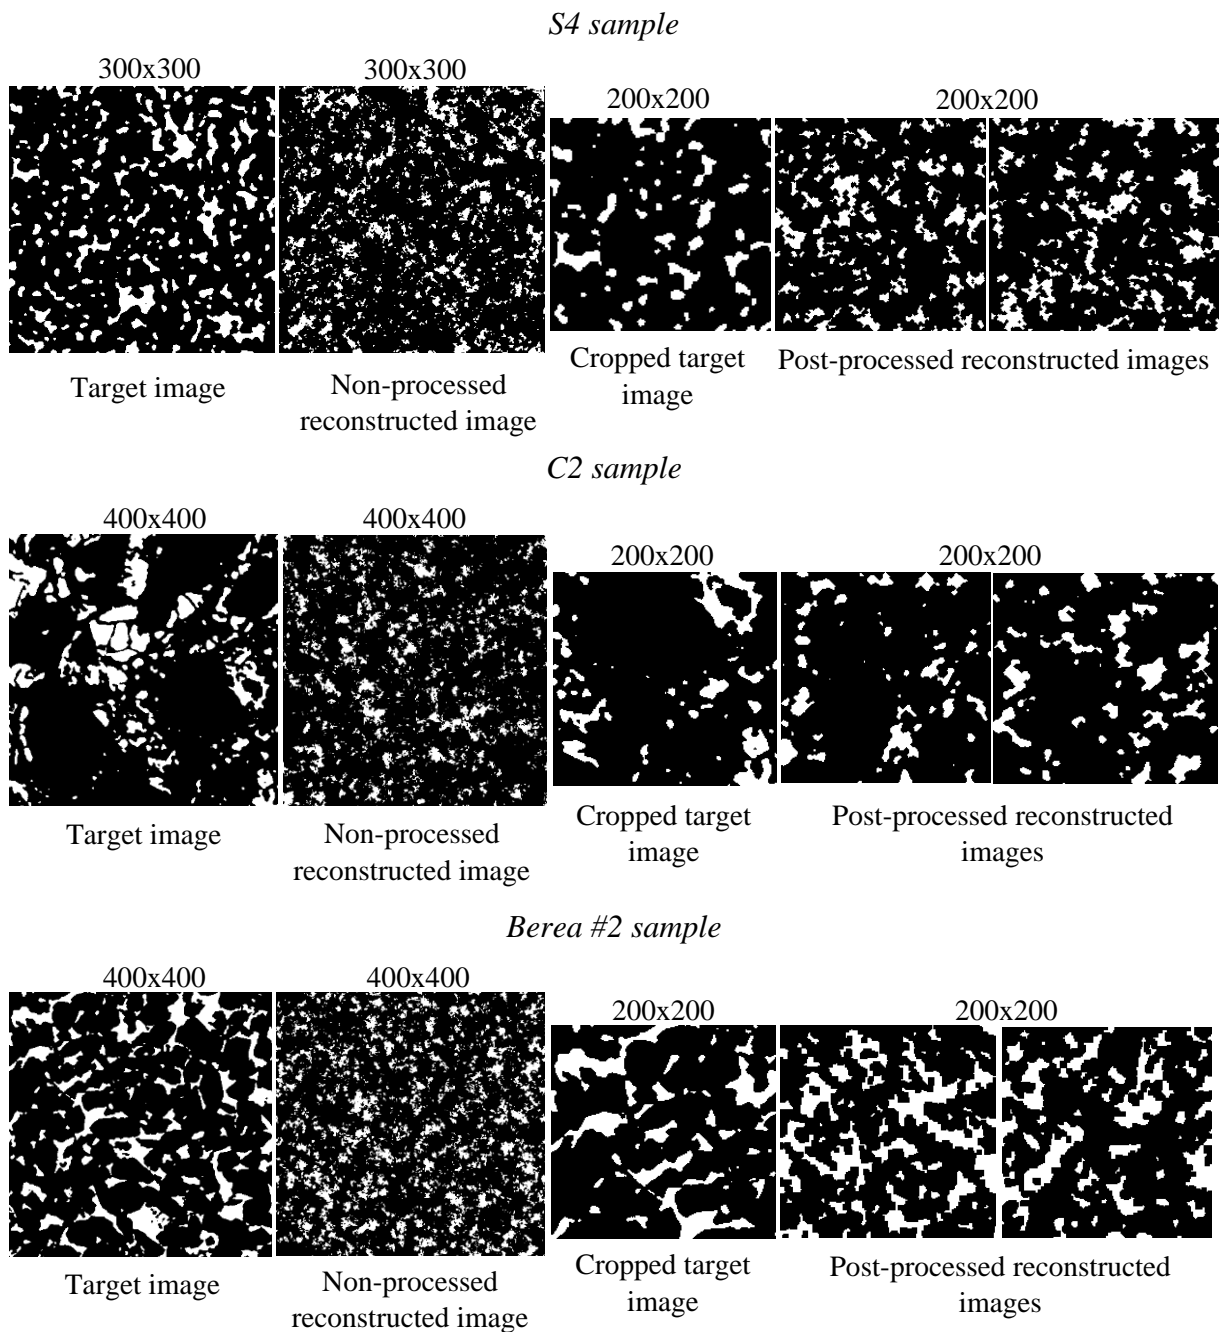 S4 sample
300x300
300x300
200x200
200x200
Target image
Non-processed
reconstructed image
Cropped target
image
Post-processed reconstructed images
C2 sample
400x400
400x400
200x200
200x200
Target image
Non-processed
reconstructed image
Cropped target
image
Post-processed reconstructed
images
Berea #2 sample
400x400
400x400
200x200
200x200
Target image
Non-processed
reconstructed image
Cropped target
image
Post-processed reconstructed
images